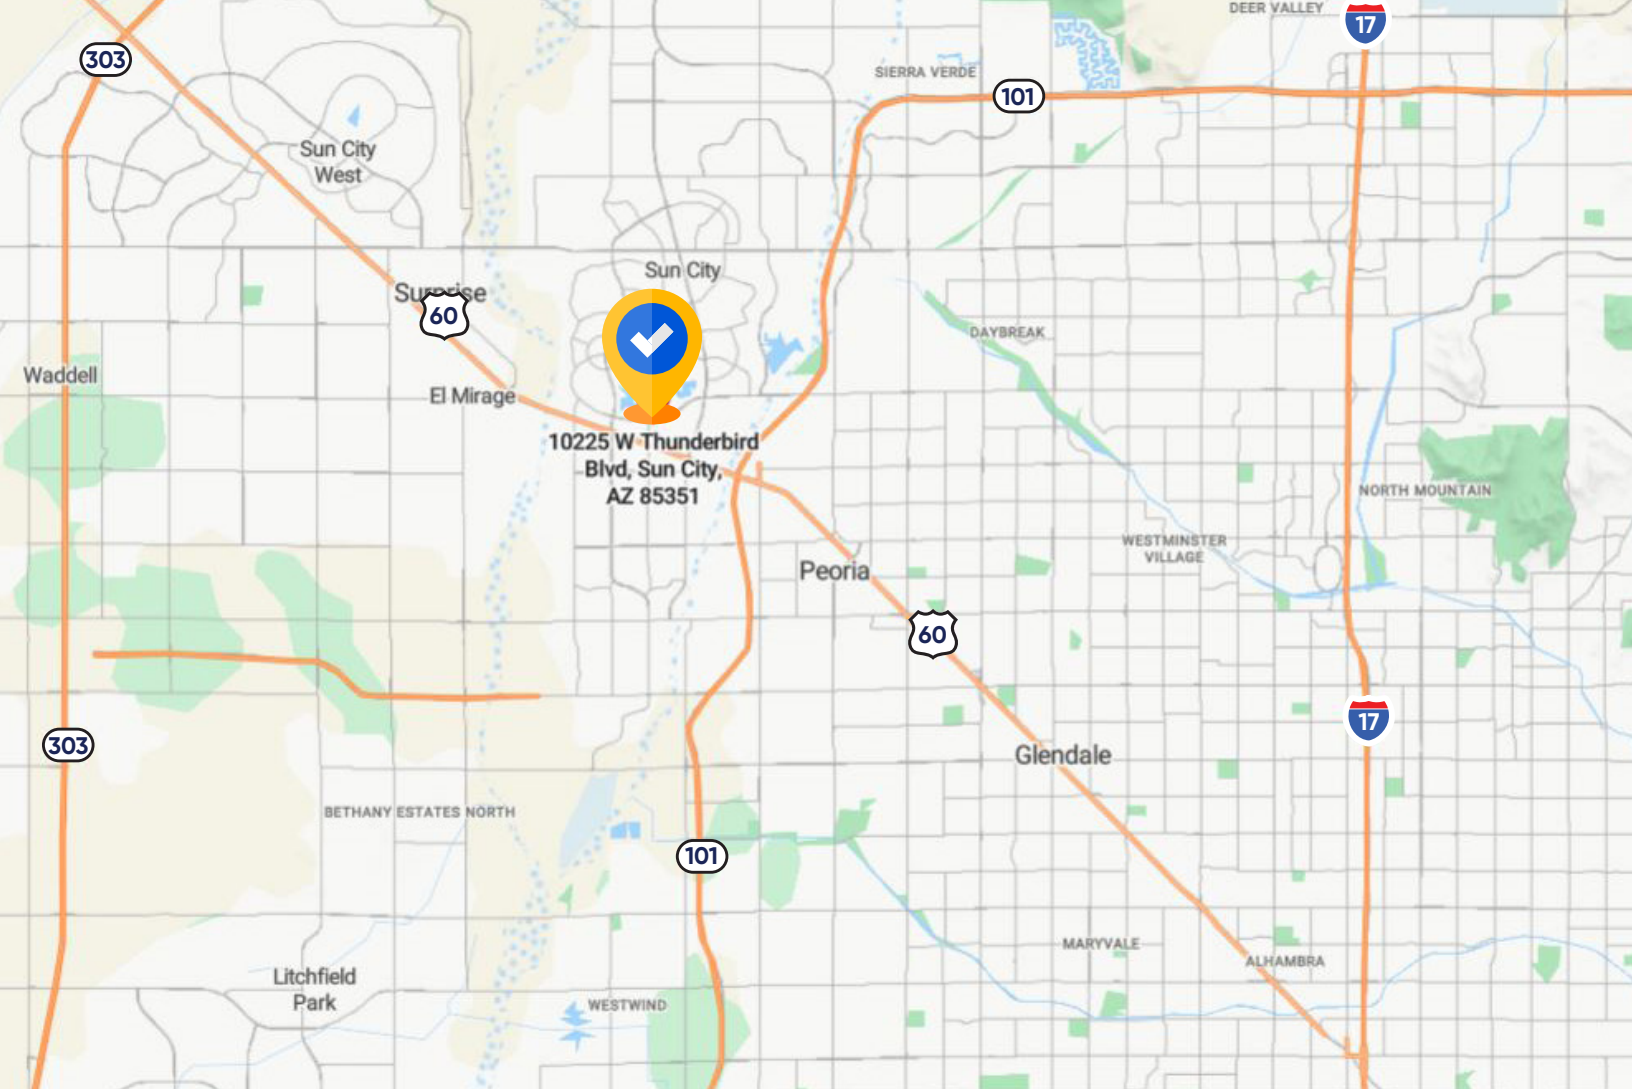 DEER VALLEY
17
303
SIERRA VERDE
101
Sun City
West
Sun City
Surprise
60
DAYBREAK
Waddell
El Mirage
10225 W Thunderbird
Blvd, Sun City,
AZ 85351
NORTH MOUNTAIN
WESTMINSTER
VILLAGE
Peoria
60
17
303
Glendale
BETHANY ESTATES NORTH
101
MARYVALE
ALHAMBRA
Litchfield
Park
WESTWIND